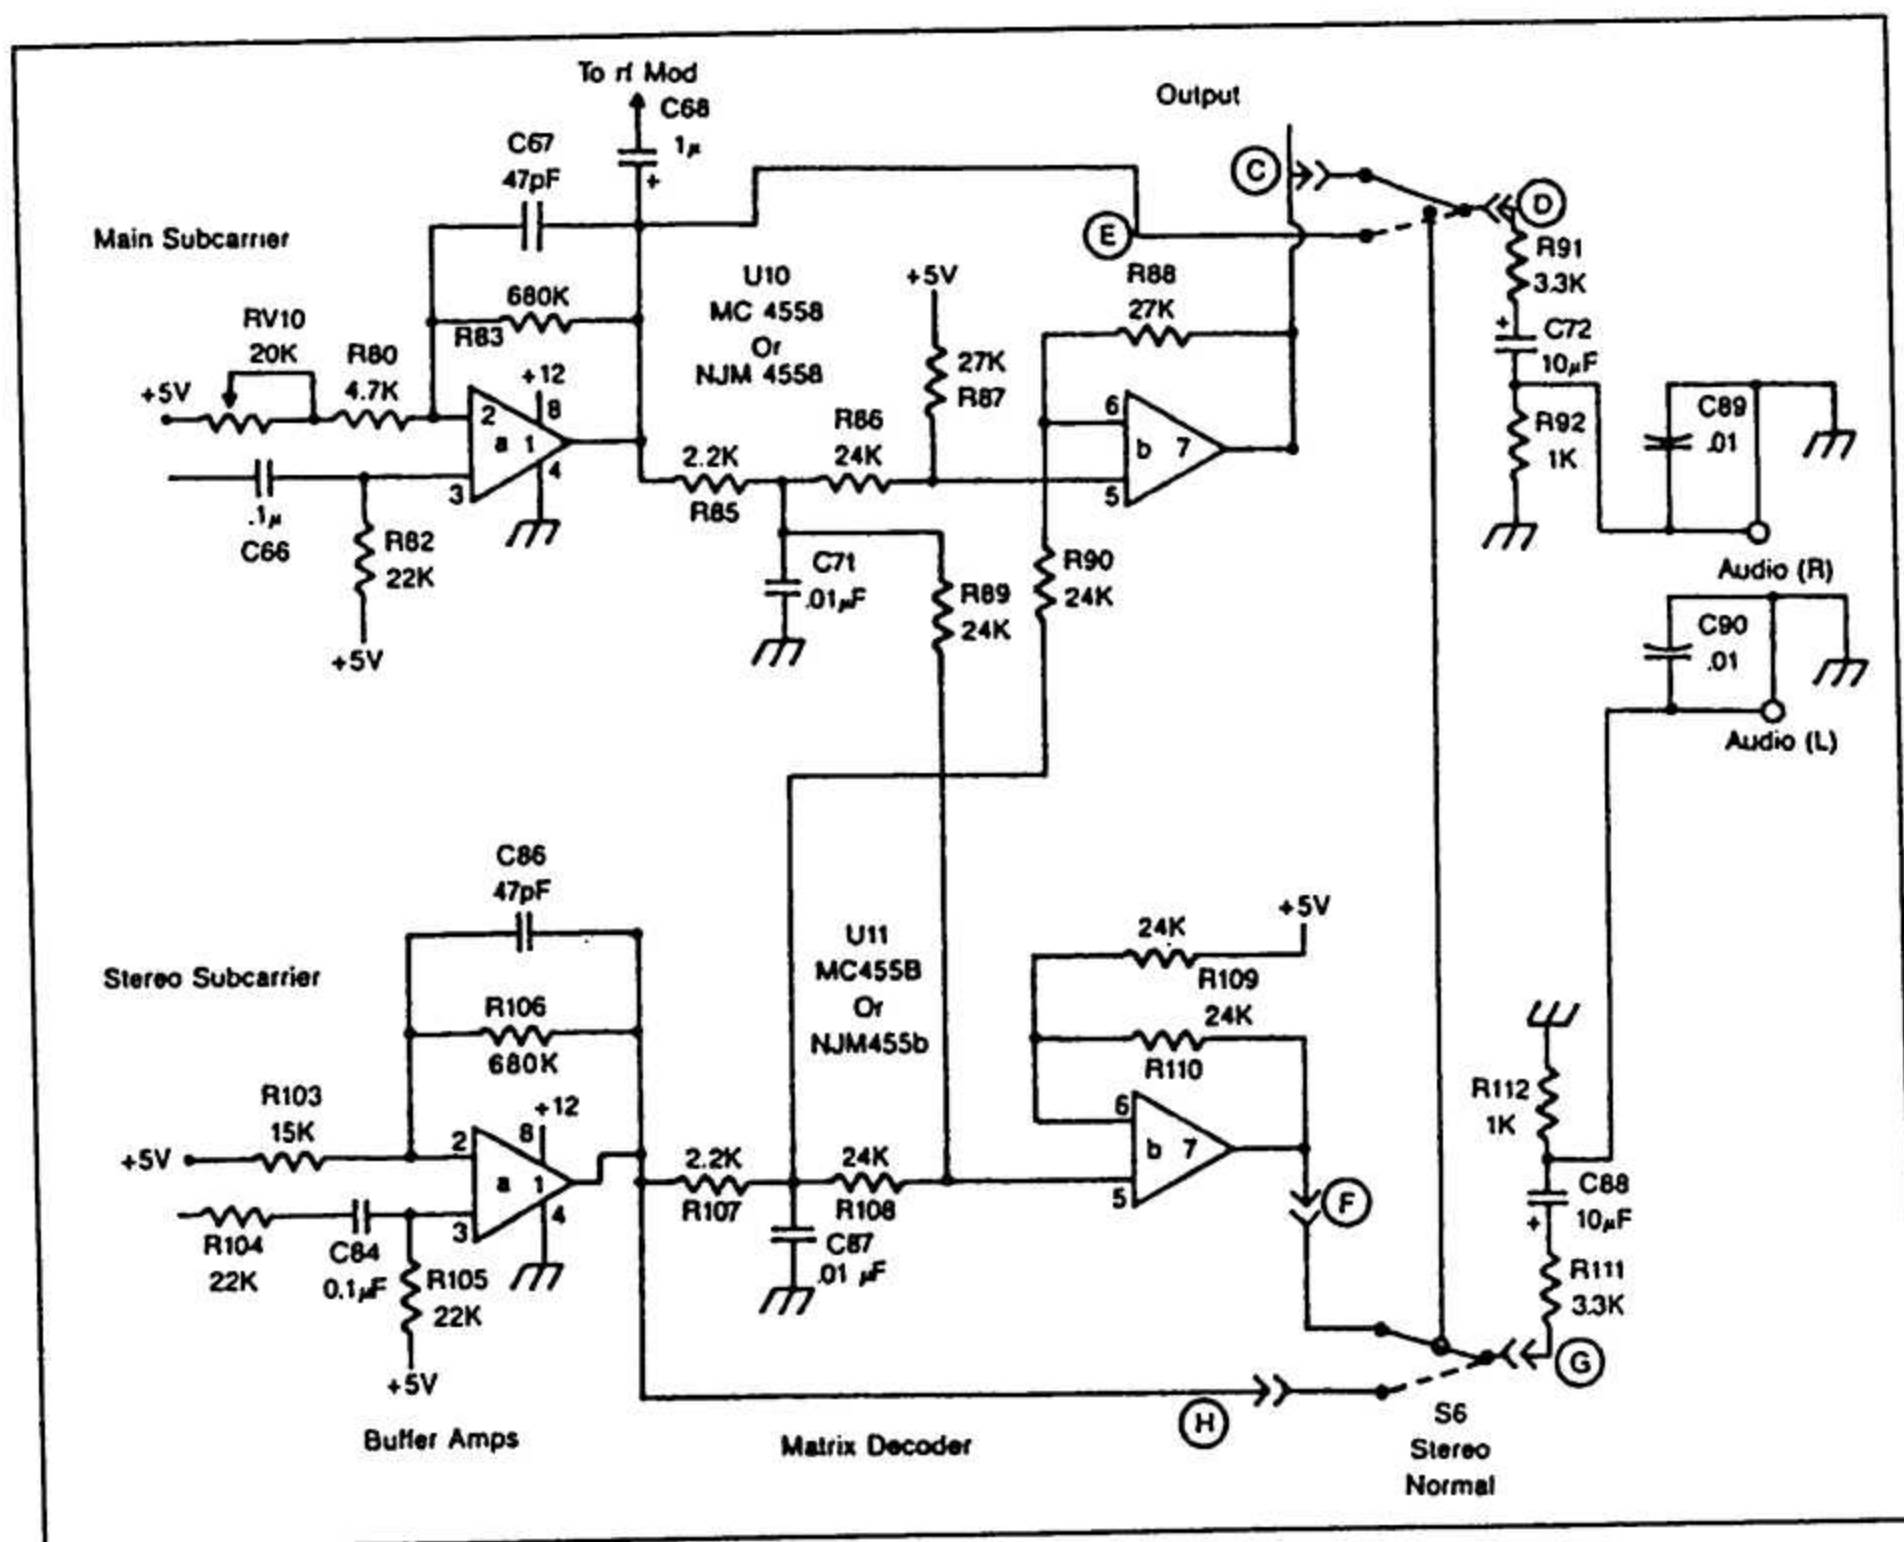 To rf Mod
C68
1μ
+
Output
C67
47pF
C
D
E
Main Subcarrier
R91
3.3K
+
C72
10μF
U10
MC 4558
Or
NJM 4558
+5V
R88
27K
680K
R83
RV10
20K
R80
4.7K
+5V
+12
8
2
a 1
4
3
27K
R87
R86
24K
6
b 7
5
R92
1K
C89
.01
2.2K
R85
.1μ
C66
R82
22K
+5V
C71
.01μF
R89
24K
R90
24K
Audio (R)
C90
.01
Audio (L)
C86
47pF
Stereo Subcarrier
U11
MC455B
Or
NJM455b
+5V
24K
R109
24K
R110
R106
680K
R103
15K
+5V
+12
8
2
a 1
4
3
6
b 7
5
R112
1K
2.2K
R107
24K
R108
F
C88
10μF
+
R104
22K
C84
0.1μF
R105
22K
+5V
C87
.01 μF
R111
3.3K
G
H
S6
Stereo
Normal
Buffer Amps
Matrix Decoder